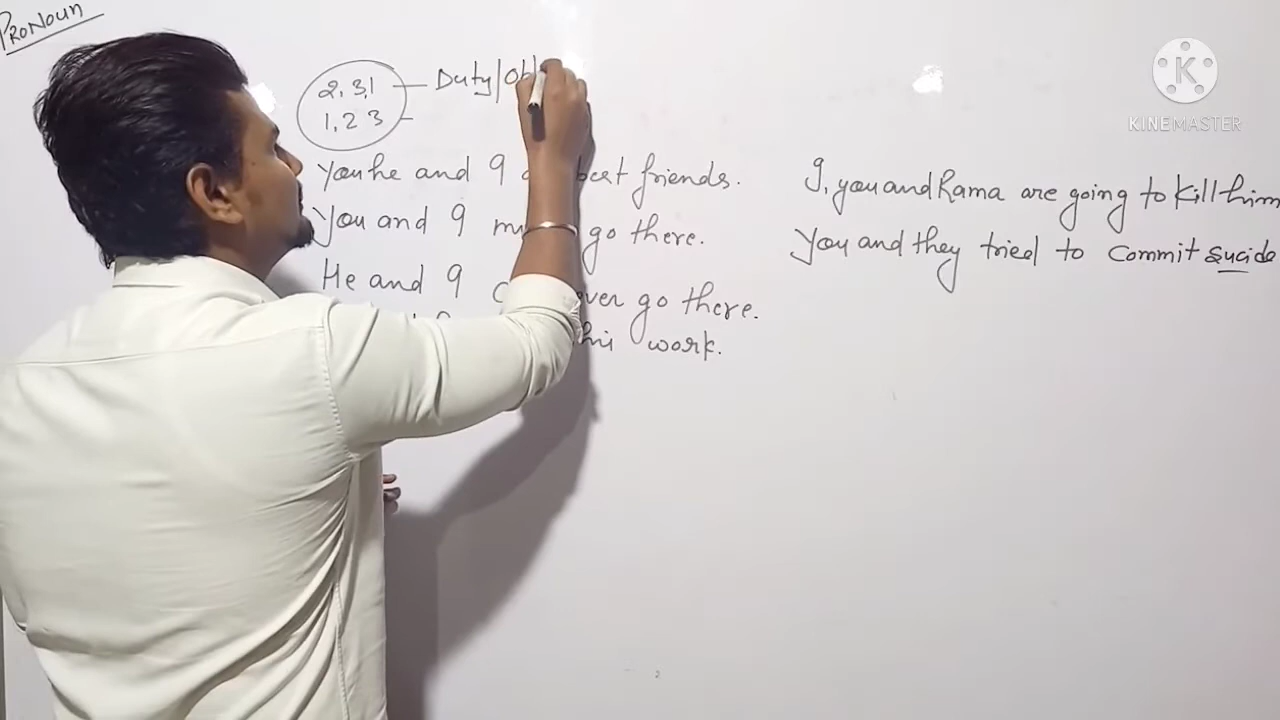 PRONOUN
2, 3, 1 — Duty/Ob
1, 2 3 —
You he and I best friends.
You and I go there.
He and I go there.
work.
I, you and Rama are going to kill him
You and they tried to commit sucide
KINEMASTER